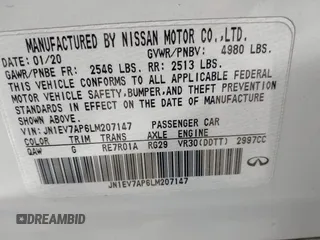 MANUFACTURED BY NISSAN MOTOR CO.,LTD.
DATE: 01/20 GVWR/PNBV: 4980 LBS.
GAWR/PNBE FR: 2546 LBS. RR: 2513 LBS.
THIS VEHICLE CONFORMS TO ALL APPLICABLE
FEDERAL MOTOR VEHICLE SAFETY, BUMPER, AND THEFT
PREVENTION STANDARDS IN EFFECT ON THE DATE OF MANUFACTURE
SHOWN ABOVE.
V.I.N.: JN1EV7AP6LM207147 PASSENGER CAR
COLOR TRIM TRANS AXLE ENGINE
QAW G RE7R01A RG29 VR30(DDTT) 2997CC
INFINITI
JN1EV7AP6LM207147
DREAMBID
.COM